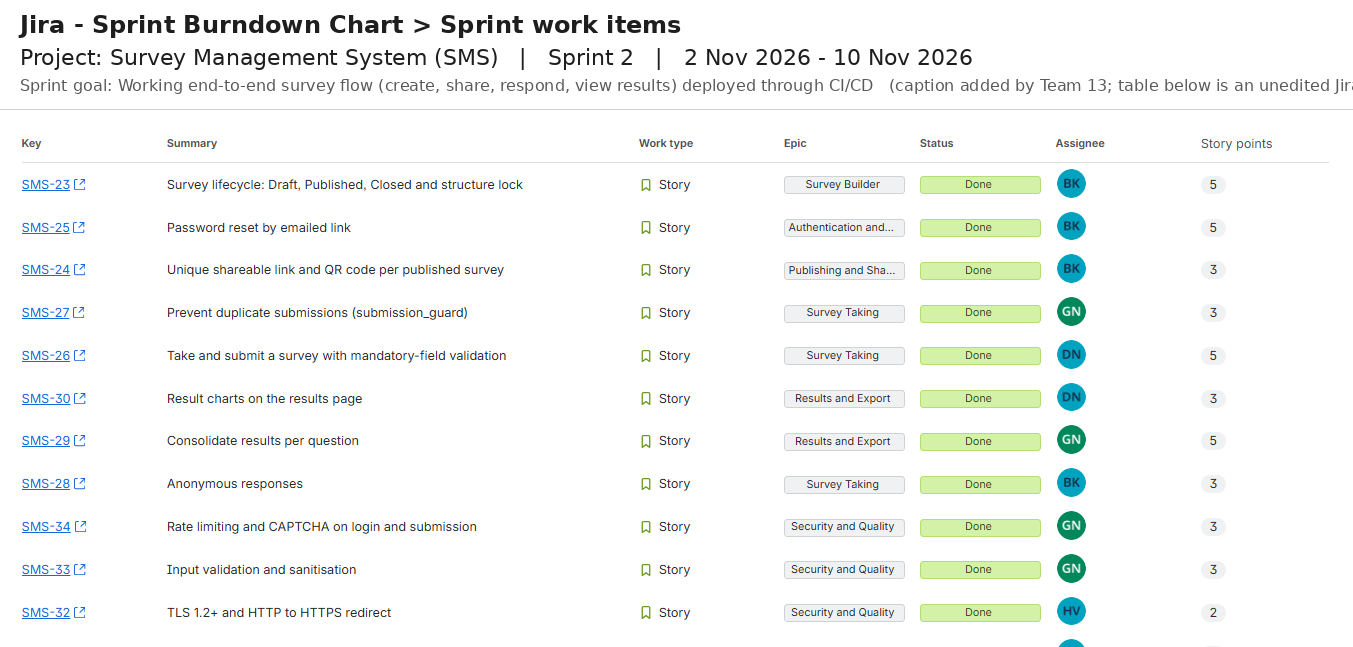 Jira - Sprint Burndown Chart > Sprint work items
Project: Survey Management System (SMS) | Sprint 2 | 2 Nov 2026 - 10 Nov 2026
Sprint goal: Working end-to-end survey flow (create, share, respond, view results) deployed through CI/CD (caption added by Team 13; table below is an unedited
Key Summary Work type Epic Status Assignee Story points
SMS-23 Survey lifecycle: Draft, Published, Closed and structure lock Story Survey Builder Done BK 5
SMS-25 Password reset by emailed link Story Authentication and... Done BK 5
SMS-24 Unique shareable link and QR code per published survey Story Publishing and Sha... Done BK 3
SMS-27 Prevent duplicate submissions (submission_guard) Story Survey Taking Done GN 3
SMS-26 Take and submit a survey with mandatory-field validation Story Survey Taking Done DN 5
SMS-30 Result charts on the results page Story Results and Export Done DN 3
SMS-29 Consolidate results per question Story Results and Export Done GN 5
SMS-28 Anonymous responses Story Survey Taking Done BK 3
SMS-34 Rate limiting and CAPTCHA on login and submission Story Security and Quality Done GN 3
SMS-33 Input validation and sanitisation Story Security and Quality Done GN 3
SMS-32 TLS 1.2+ and HTTP to HTTPS redirect Story Security and Quality Done HV 2